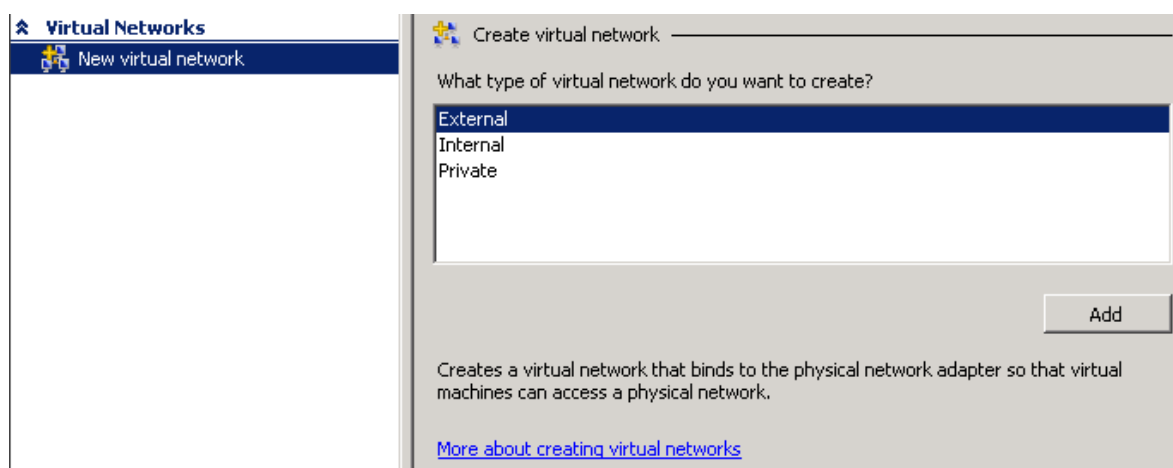 Virtual Networks
New virtual network
Create virtual network
What type of virtual network do you want to create?
External
Internal
Private
Add
Creates a virtual network that binds to the physical network adapter so that virtual
machines can access a physical network.
More about creating virtual networks